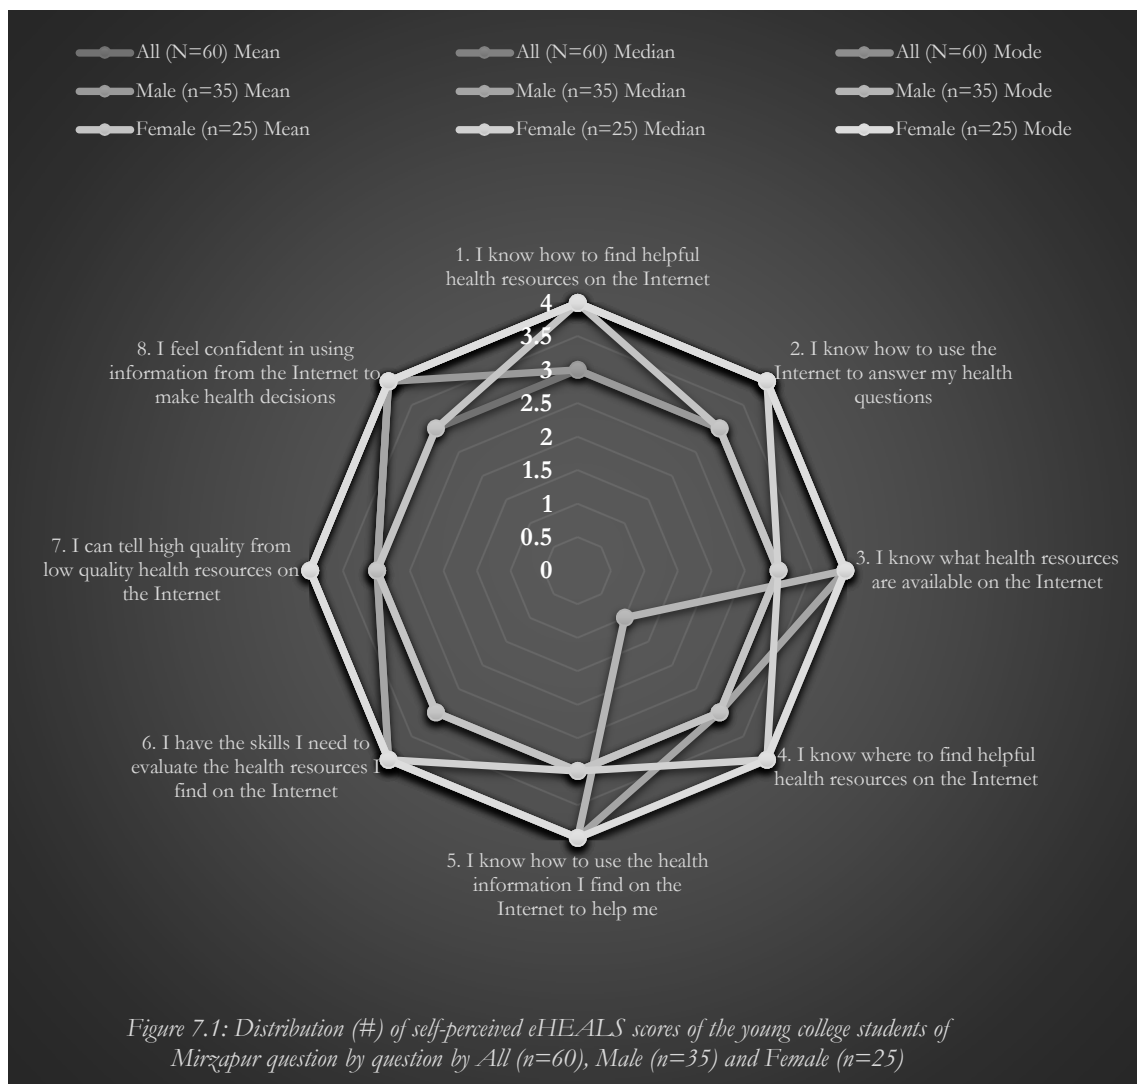 All (N=60) Mean All (N=60) Median All (N=60) Mode
Male (n=35) Mean Male (n=35) Median Male (n=35) Mode
Female (n=25) Mean Female (n=25) Median Female (n=25) Mode
1. I know how to find helpful
health resources on the Internet
4
3.5
3
2.5
2
1.5
1
0.5
0
2. I know how to use the
Internet to answer my health
questions
3. I know what health resources
are available on the Internet
4. I know where to find helpful
health resources on the Internet
5. I know how to use the health
information I find on the
Internet to help me
6. I have the skills I need to
evaluate the health resources I
find on the Internet
7. I can tell high quality from
low quality health resources on
the Internet
8. I feel confident in using
information from the Internet to
make health decisions
Figure 7.1: Distribution (#) of self-perceived eHEALS scores of the young college students of
Mirzapur question by question by All (n=60), Male (n=35) and Female (n=25)